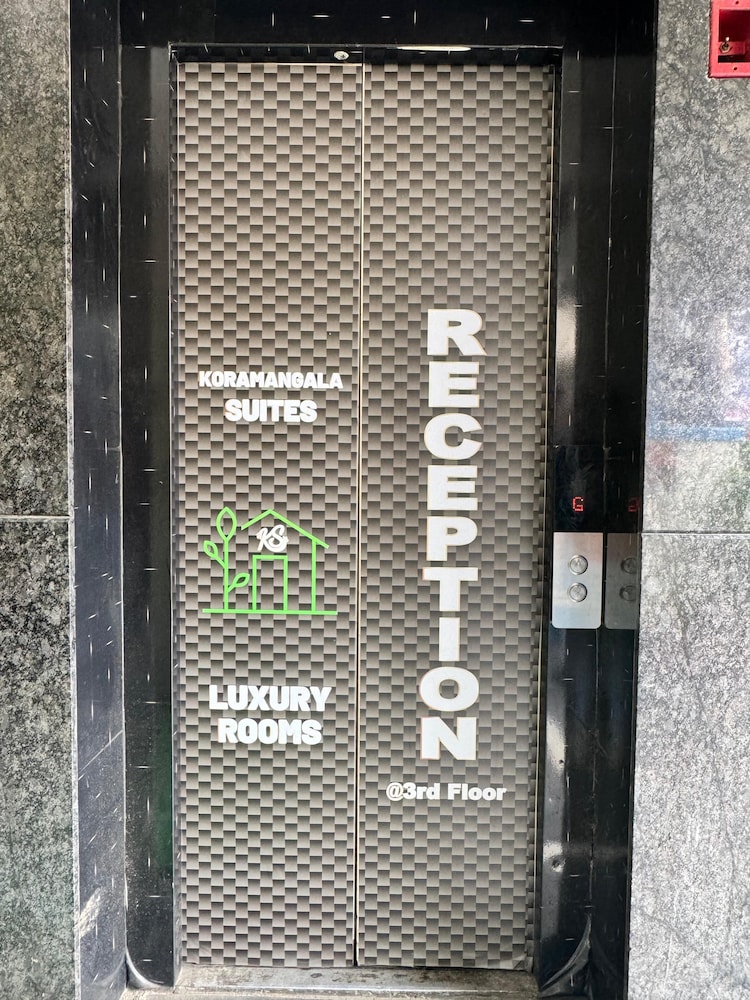 KORAMANGALA
SUITES
KS
LUXURY
ROOMS
RECEPTION
@3rd Floor
G